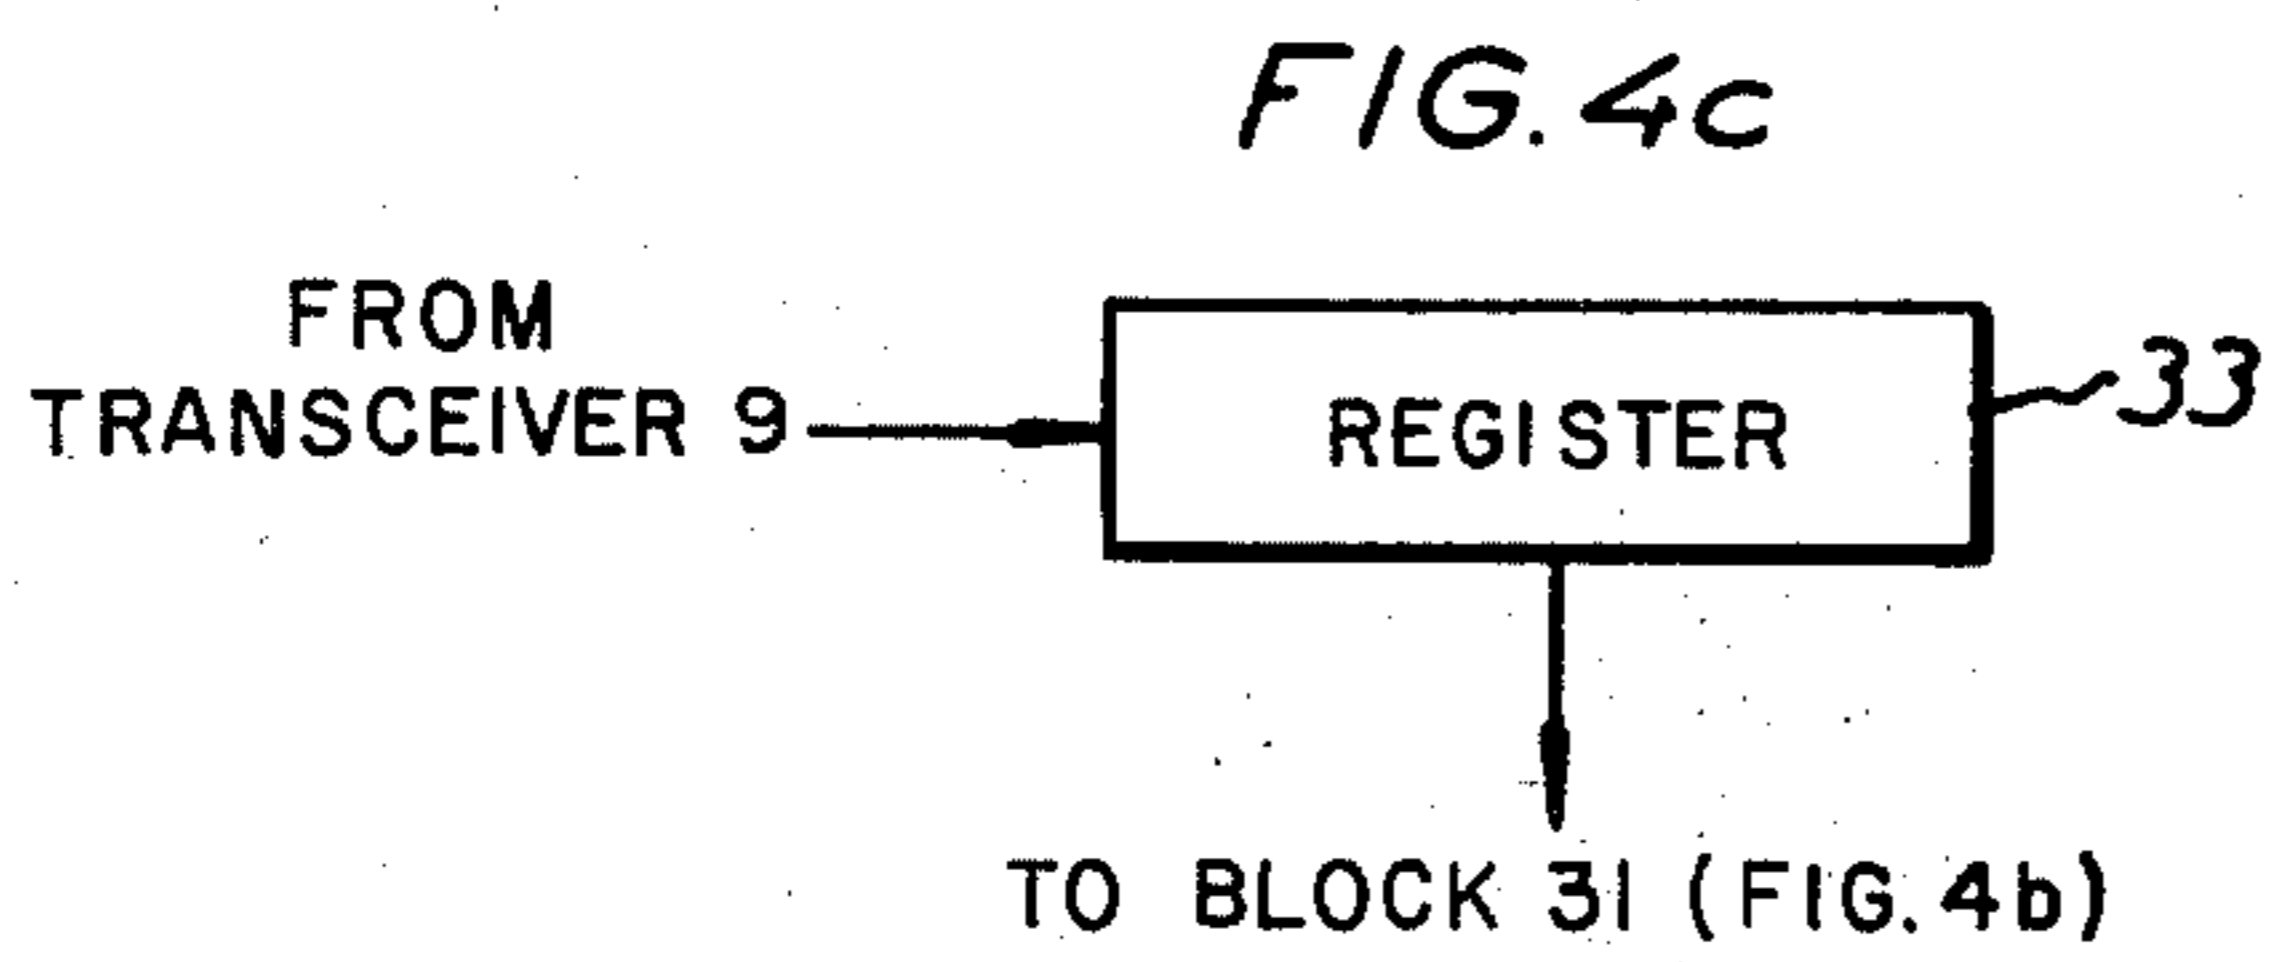 FIG. 4c
FROM
TRANSCEIVER 9
REGISTER
33
TO BLOCK 31 (FIG. 4b)